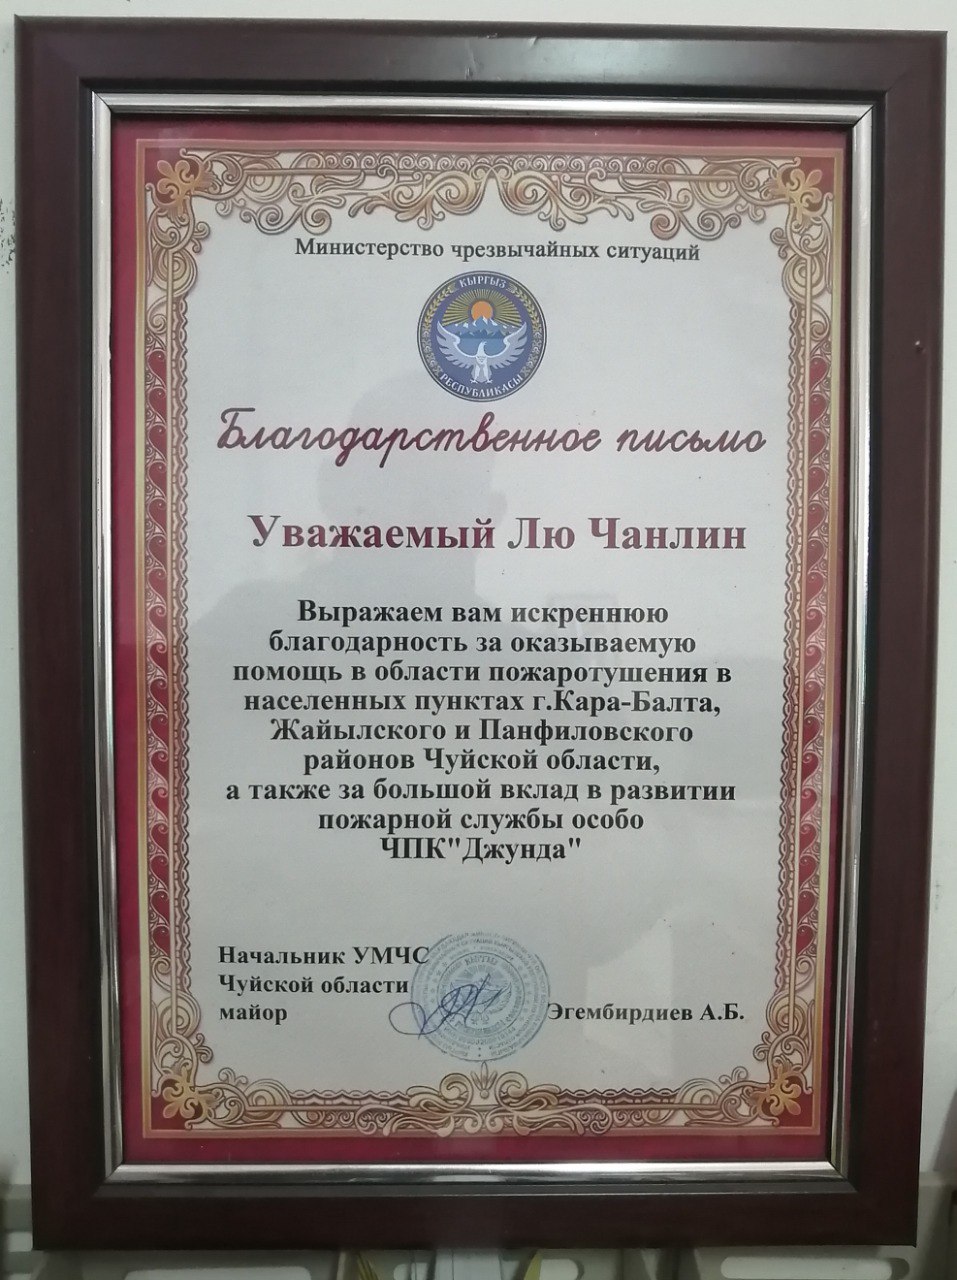 Министерство чрезвычайных ситуаций
КЫРГЫЗ
РЕСПУБЛИКАСЫ
Благодарственное письмо
Уважаемый Лю Чанлин
Выражаем вам искреннюю
благодарность за оказываемую
помощь в области пожаротушения в
населенных пунктах г.Кара-Балта,
Жайылского и Панфиловского
районов Чуйской области,
а также за большой вклад в развитии
пожарной службы особо
ЧПК"Джунда"
Начальник УМЧС
Чуйской области
майор
Эгембирдиев А.Б.